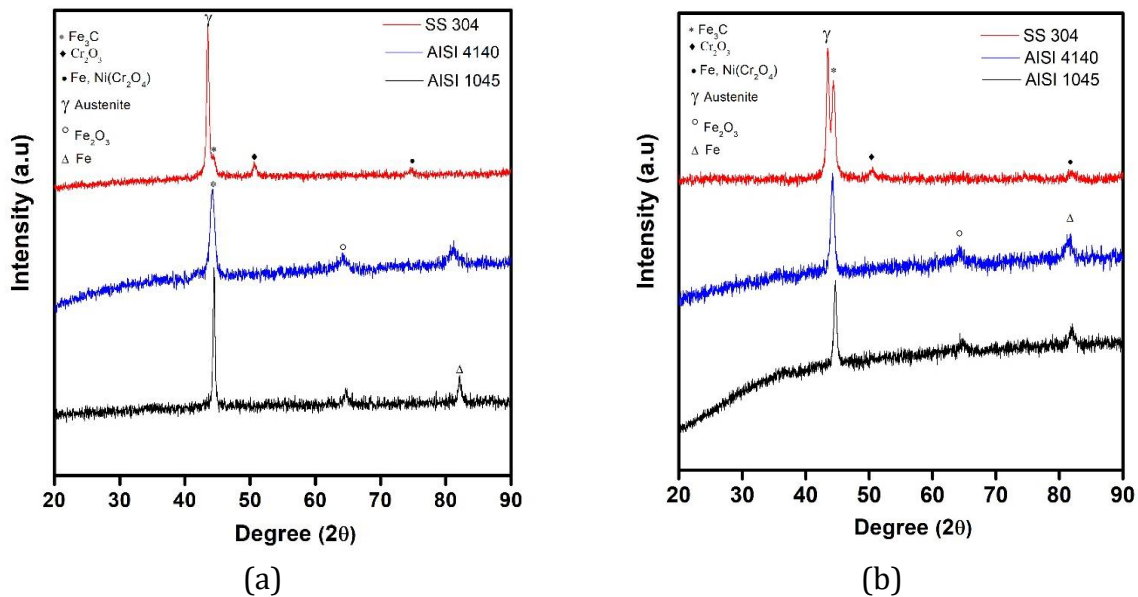 γ
* Fe₃C
♦ Cr₂O₃
• Fe, Ni(Cr₂O₄)
γ Austenite
○ Fe₂O₃
Δ Fe
SS 304
AISI 4140
AISI 1045
*
♦
•
*
○
Δ
Intensity (a.u)
20 30 40 50 60 70 80 90
Degree (2θ)
(a)
γ
* Fe₃C
♦ Cr₂O₃
• Fe, Ni(Cr₂O₄)
γ Austenite
○ Fe₂O₃
Δ Fe
SS 304
AISI 4140
AISI 1045
*
♦
•
○
Δ
Intensity (a.u)
20 30 40 50 60 70 80 90
Degree (2θ)
(b)